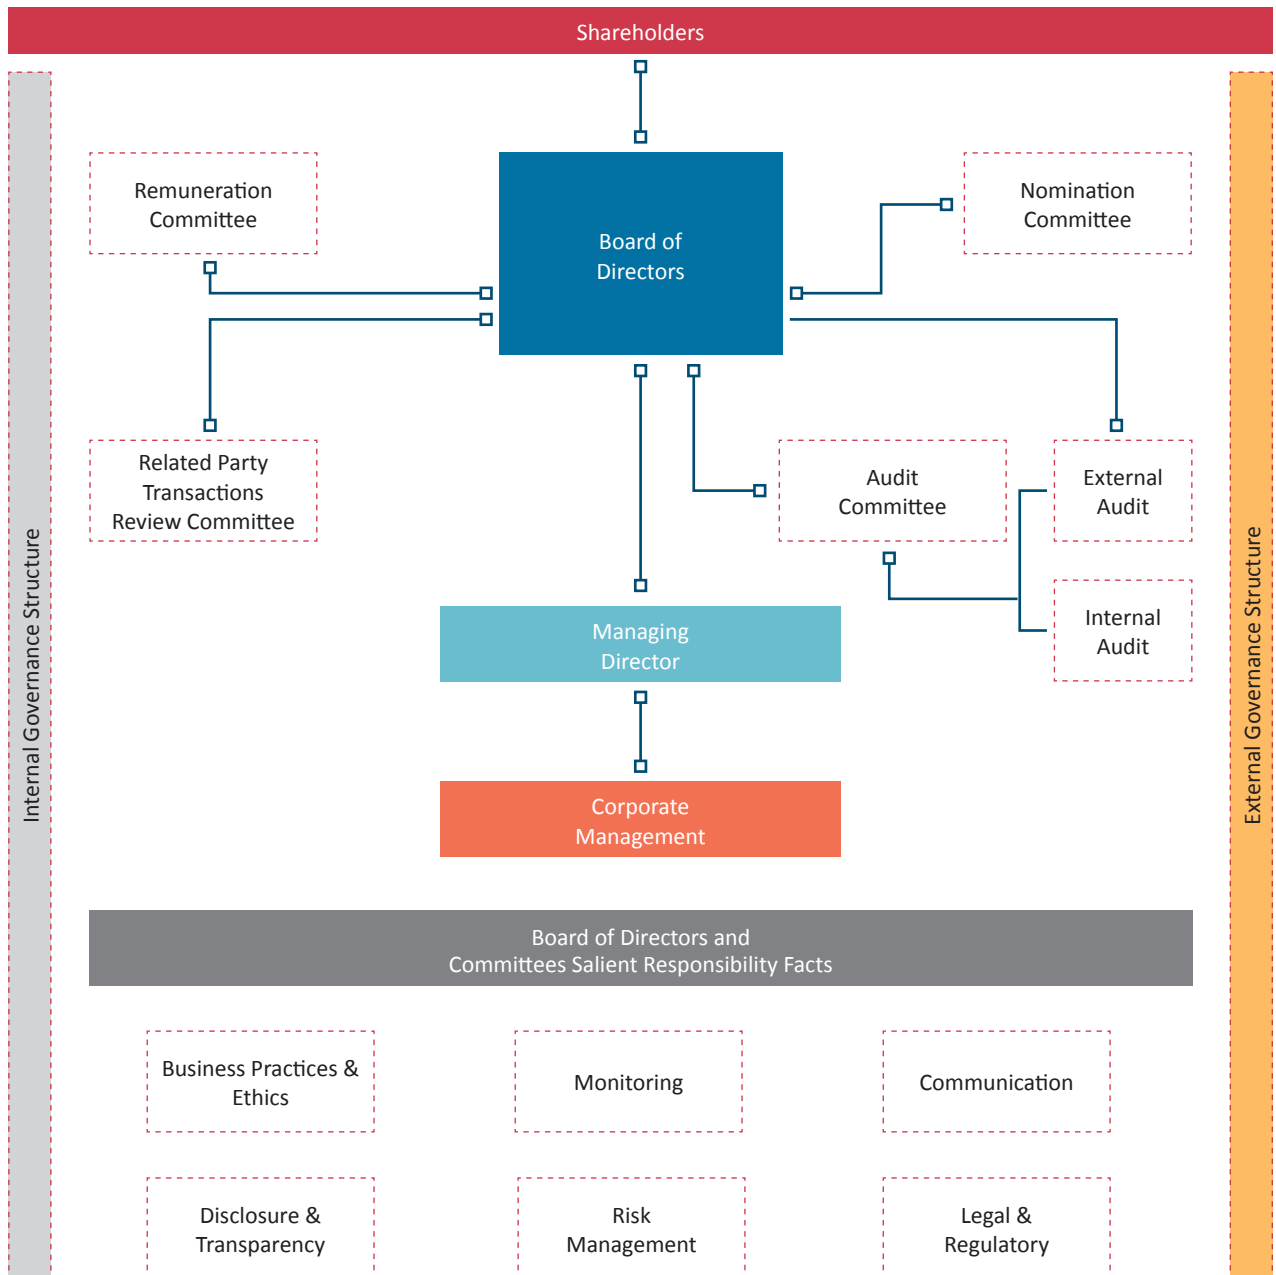 Shareholders
Internal Governance Structure
External Governance Structure
Remuneration
Committee
Board of
Directors
Nomination
Committee
Related Party
Transactions
Review Committee
Audit
Committee
External
Audit
Internal
Audit
Managing
Director
Corporate
Management
Board of Directors and
Committees Salient Responsibility Facts
Business Practices &
Ethics
Monitoring
Communication
Disclosure &
Transparency
Risk
Management
Legal &
Regulatory